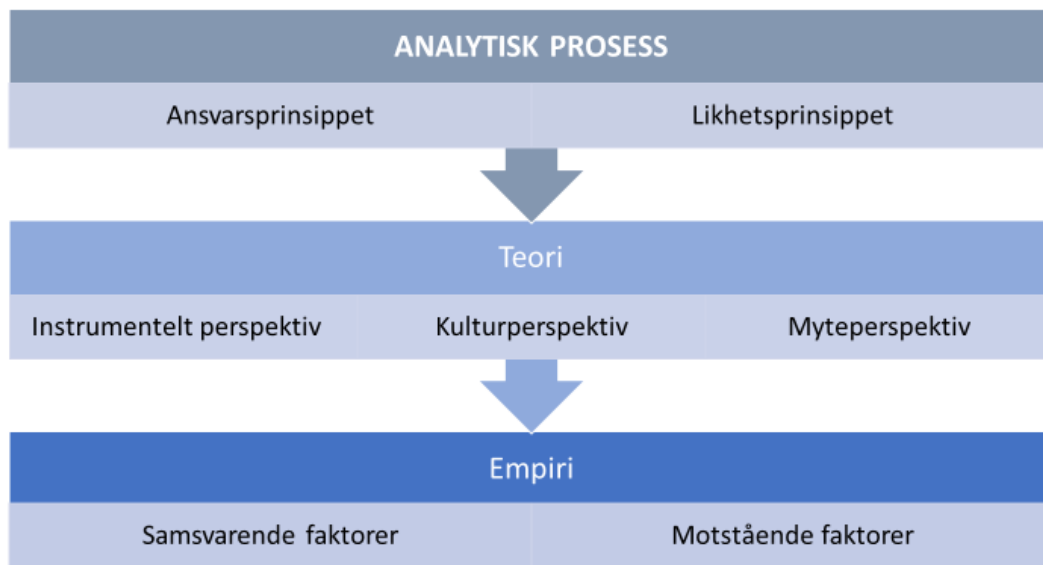 ANALYTISK PROSESS
Ansvarsprinsippet Likhetsprinsippet
Teori
Instrumentelt perspektiv Kulturperspektiv Myteperspektiv
Empiri
Samsvarende faktorer Motstående faktorer